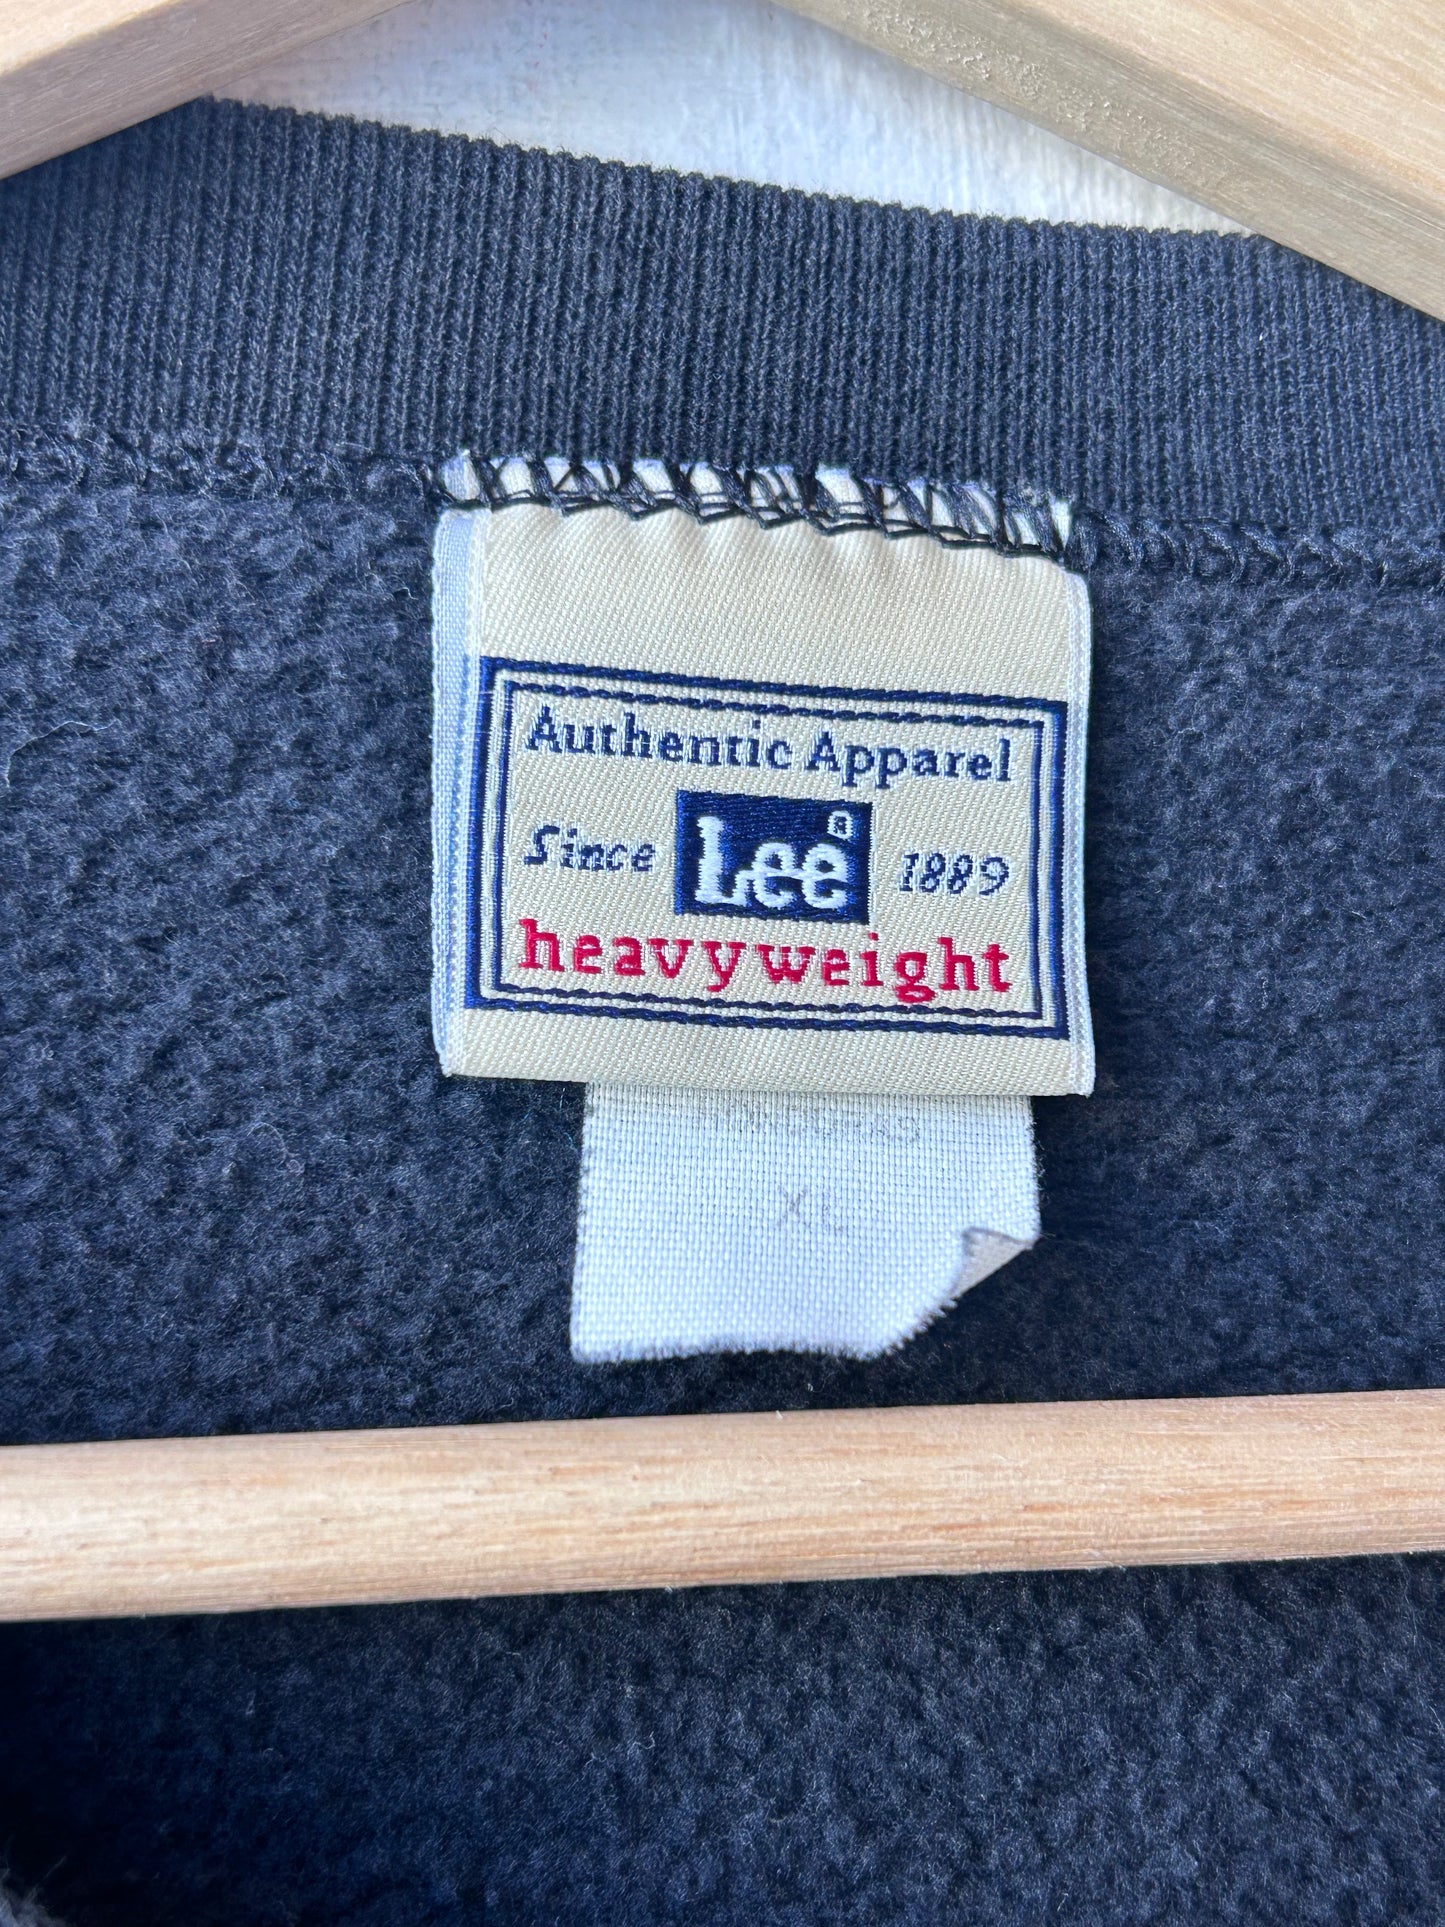 Authentic Apparel
Since Lee® 1889
heavyweight
XL